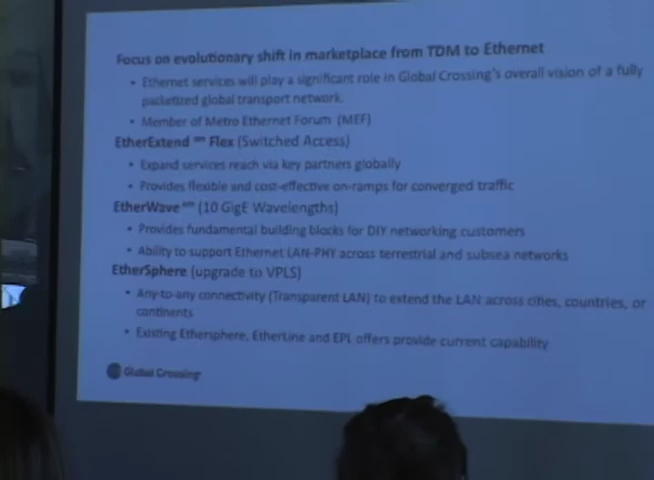 Focus on evolutionary shift in marketplace from TDM to Ethernet
• Ethernet services will play a significant role in Global Crossing's overall vision of a fully
packetized global transport network.
• Member of Metro Ethernet Forum (MEF)
EtherExtend ℠ Flex (Switched Access)
• Expand services reach via key partners globally
• Provides flexible and cost-effective on-ramps for converged traffic
EtherWave ℠ (10 GigE Wavelengths)
• Provides fundamental building blocks for DIY networking customers
• Ability to support Ethernet LAN-PHY across terrestrial and subsea networks
EtherSphere (upgrade to VPLS)
• Any-to-any connectivity (Transparent LAN) to extend the LAN across cities, countries, or
continents
• Existing Ethersphere, EtherLine and EPL offers provide current capability
Global Crossing